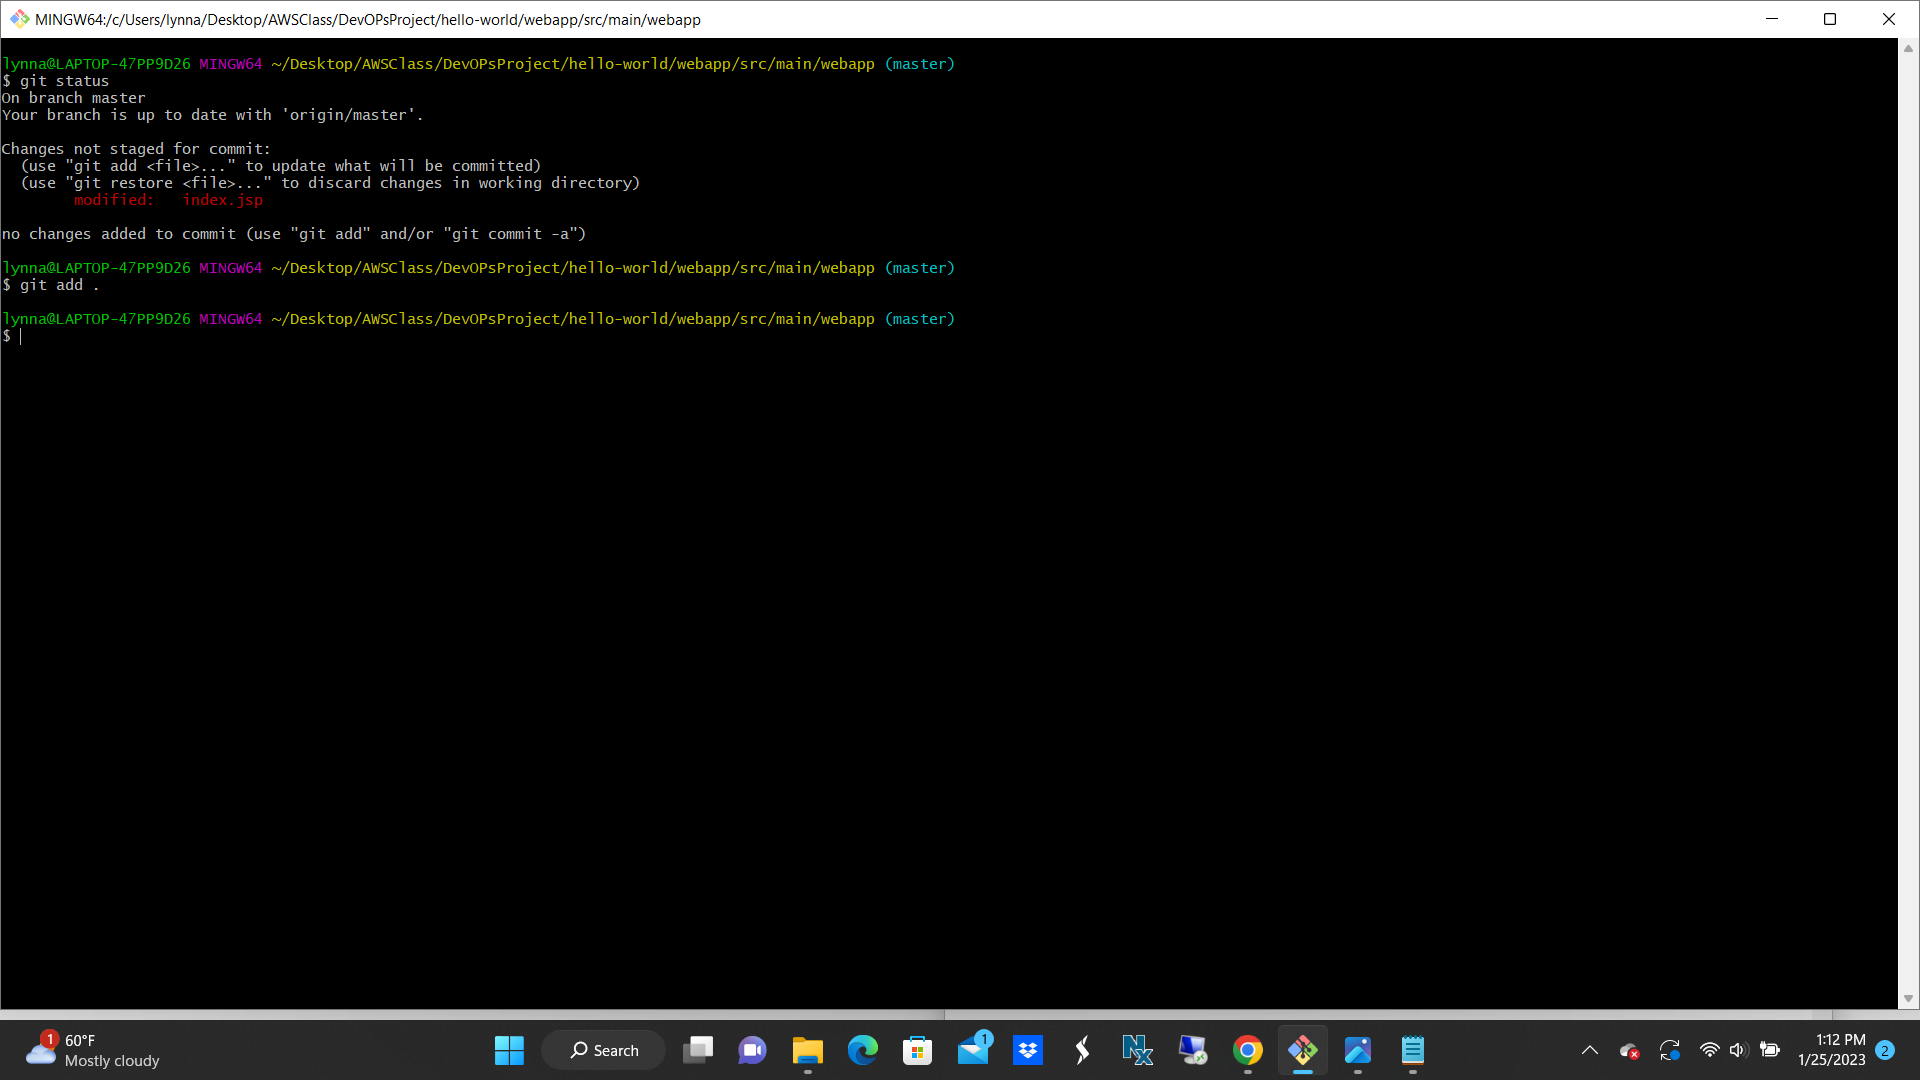 MINGW64:/c/Users/lynna/Desktop/AWSClass/DevOPsProject/hello-world/webapp/src/main/webapp
lynna@LAPTOP-47PP9D26 MINGW64 ~/Desktop/AWSClass/DevOPsProject/hello-world/webapp/src/main/webapp (master)
$ git status
On branch master
Your branch is up to date with 'origin/master'.
Changes not staged for commit:
  (use "git add <file>..." to update what will be committed)
  (use "git restore <file>..." to discard changes in working directory)
        modified:   index.jsp
no changes added to commit (use "git add" and/or "git commit -a")
lynna@LAPTOP-47PP9D26 MINGW64 ~/Desktop/AWSClass/DevOPsProject/hello-world/webapp/src/main/webapp (master)
$ git add .
lynna@LAPTOP-47PP9D26 MINGW64 ~/Desktop/AWSClass/DevOPsProject/hello-world/webapp/src/main/webapp (master)
$
1
60°F
Mostly cloudy
Search
1
Nx
1:12 PM
1/25/2023
2